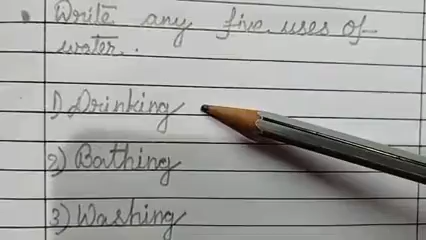 Write any five uses of
water.
1) Drinking
2) Bathing
3) Washing